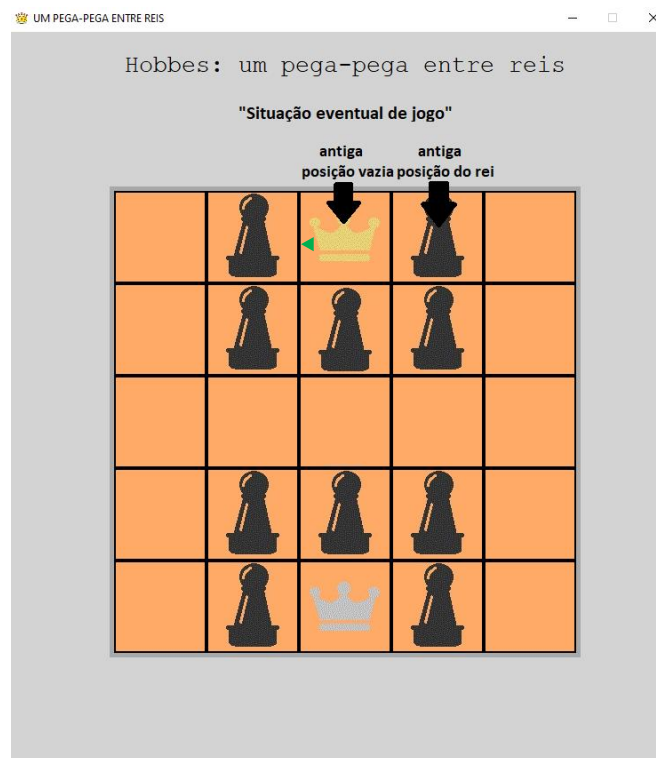 UM PEGA-PEGA ENTRE REIS
Hobbes: um pega-pega entre reis
"Situação eventual de jogo"
antiga posição vazia
antiga posição do rei